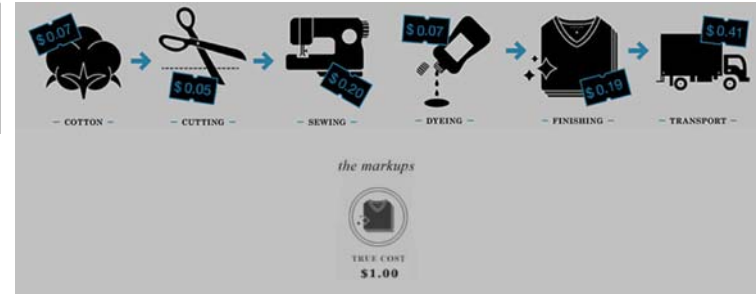 $0.07
$0.05
$0.20
$0.07
$0.19
$0.41
– COTTON –
– CUTTING –
– SEWING –
– DYEING –
– FINISHING –
– TRANSPORT –
the markups
TRUE COST
$1.00